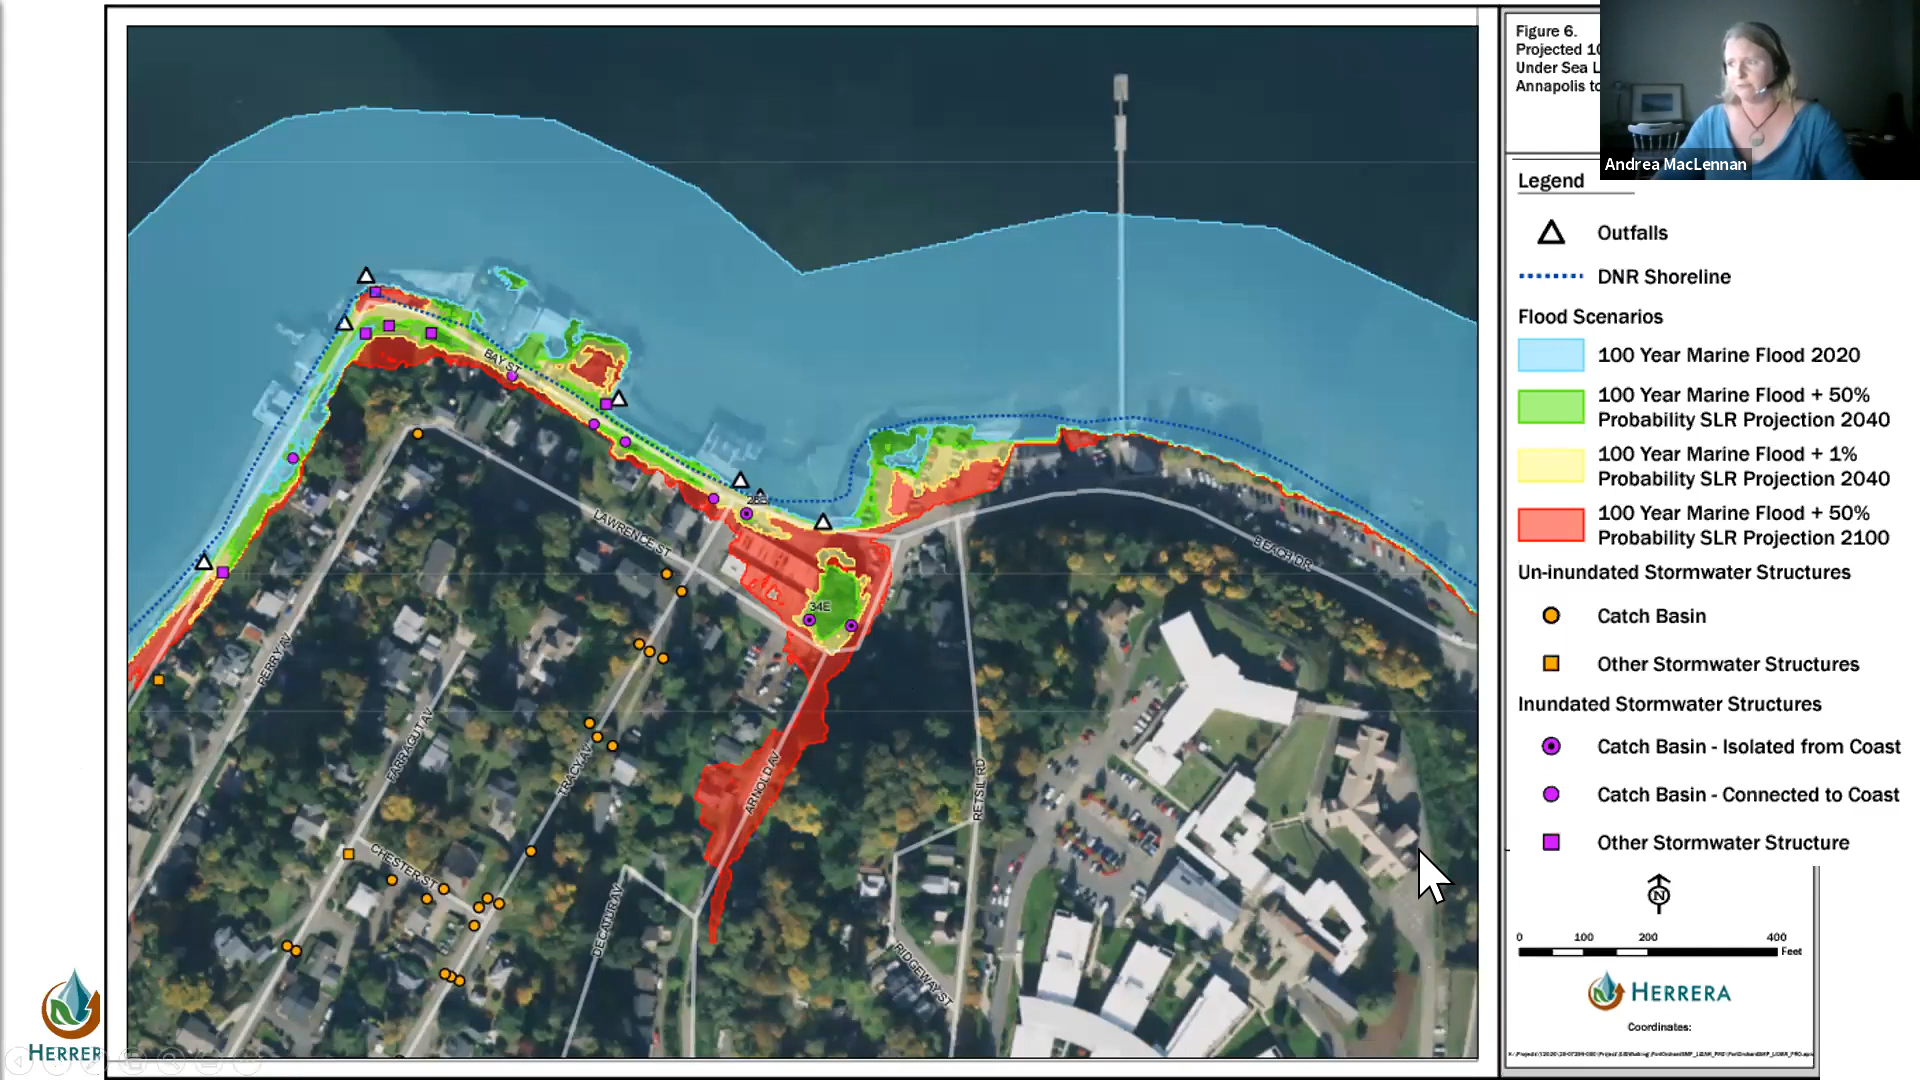 Figure 6.
Projected 10
Under Sea L
Annapolis to
Andrea MacLennan
Legend
Outfalls
DNR Shoreline
Flood Scenarios
100 Year Marine Flood 2020
100 Year Marine Flood + 50%
Probability SLR Projection 2040
100 Year Marine Flood + 1%
Probability SLR Projection 2040
100 Year Marine Flood + 50%
Probability SLR Projection 2100
Un-inundated Stormwater Structures
Catch Basin
Other Stormwater Structures
Inundated Stormwater Structures
Catch Basin - Isolated from Coast
Catch Basin - Connected to Coast
Other Stormwater Structure
N
0 100 200 400
Feet
HERRERA
Coordinates:
BAY ST
LAWRENCE ST
34E
BEACH DR
PERRY AV
FARRAGUT AV
TRACY AV
ARNOLD AV
RETSIL RD
CHESTER ST
DECATUR AV
RIDGEWAY ST
HERRER